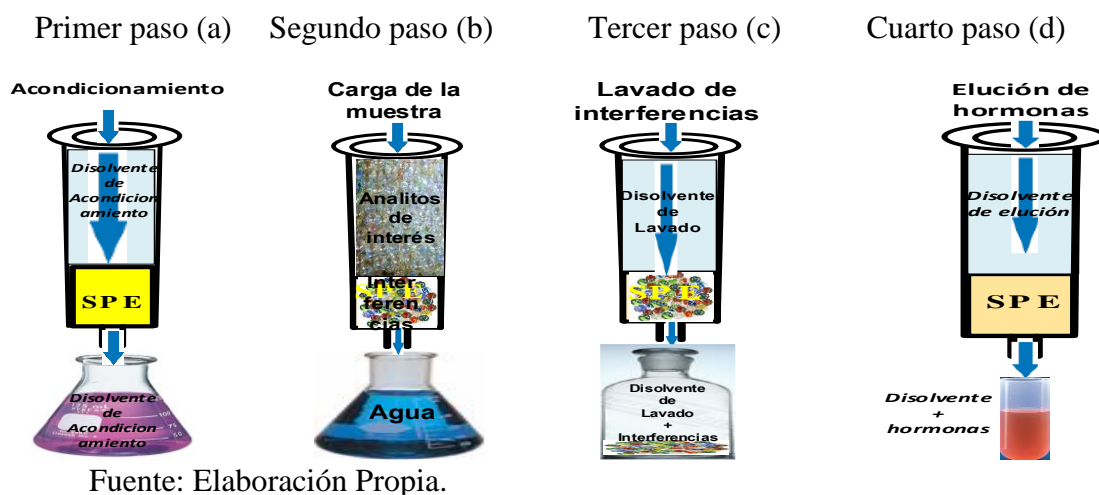 Primer paso (a) Segundo paso (b) Tercer paso (c) Cuarto paso (d)
Acondicionamiento
Disolvente
de
Acondicion
amiento
SPE
Disolvente de
Acondicion
amiento
Carga de la
muestra
Analitos
de
interés
SPE
Inter
feren
cias
Agua
Lavado de
interferencias
Disolvente
de
Lavado
SPE
Disolvente
de
Lavado
+
Interferencias
Elución de
hormonas
Disolvente
de elución
SPE
Disolvente
+
hormonas
Fuente: Elaboración Propia.